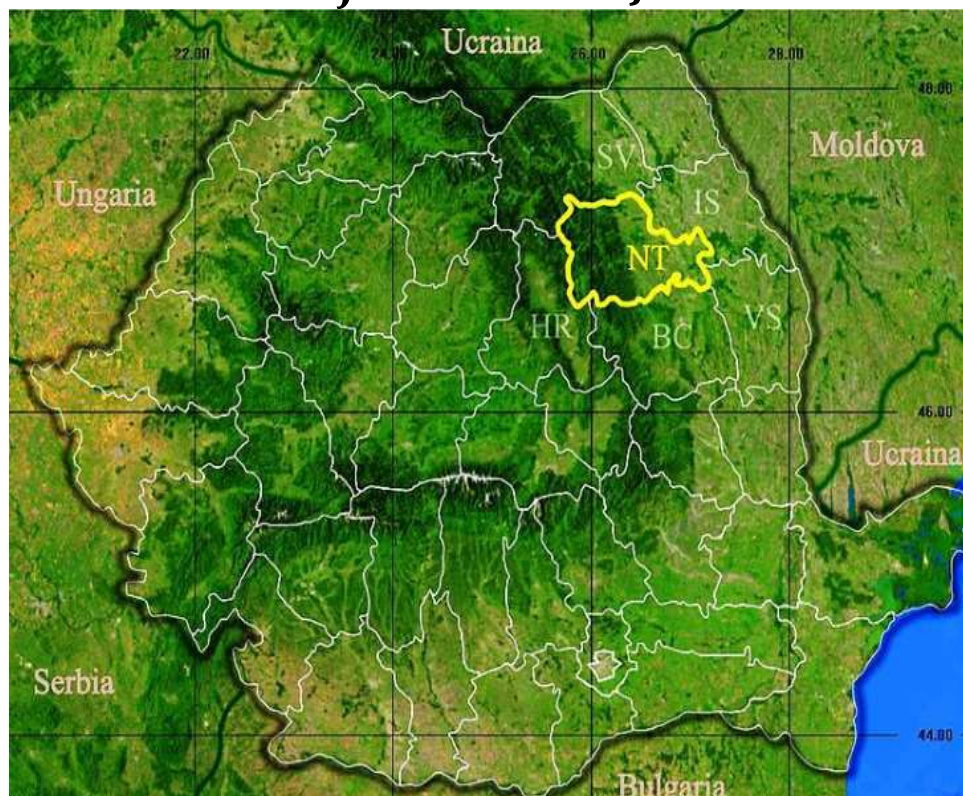 Ucraina
22.00
24.00
26.00
28.00
48.00
Moldova
SV
Ungaria
IS
NT
HR
BC
VS
46.00
Ucraina
Serbia
44.00
Bulgaria